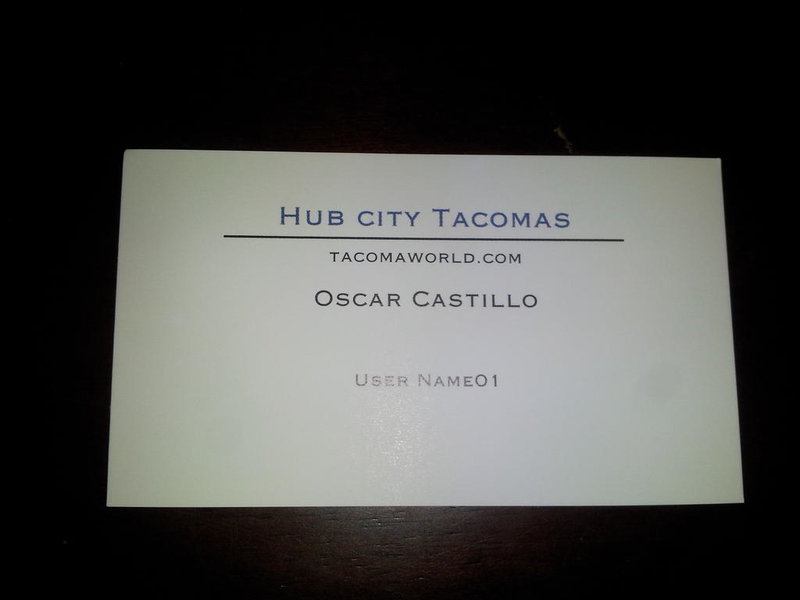 Hub city Tacomas
tacomaworld.com
Oscar Castillo
User Name01